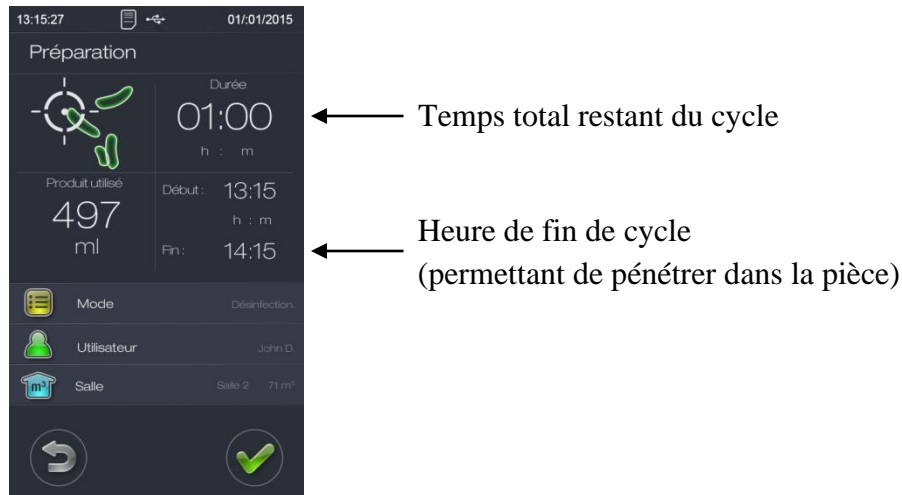 13:15:27
01/:01/2015
Préparation
Durée
01:00
h : m
Temps total restant du cycle
Produit utilisé
497
ml
Début : 13:15
h : m
Fin : 14:15
Heure de fin de cycle
(permettant de pénétrer dans la pièce)
Mode Désinfection.
Utilisateur John D.
m³ Salle Salle 2 71 m³